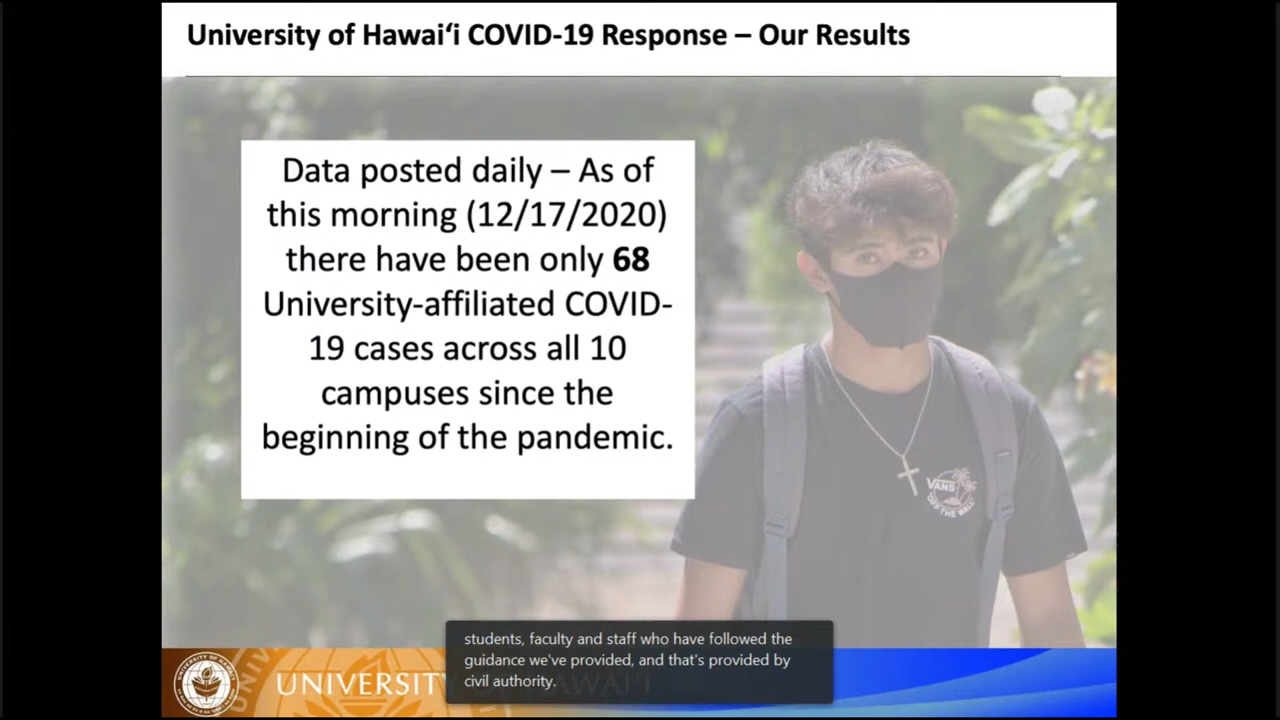 University of Hawaiʻi COVID-19 Response – Our Results
Data posted daily – As of
this morning (12/17/2020)
there have been only 68
University-affiliated COVID-
19 cases across all 10
campuses since the
beginning of the pandemic.
VANS
"OFF THE WALL"
students, faculty and staff who have followed the
guidance we've provided, and that's provided by
civil authority.
UNIVERSITY OF HAWAIʻI